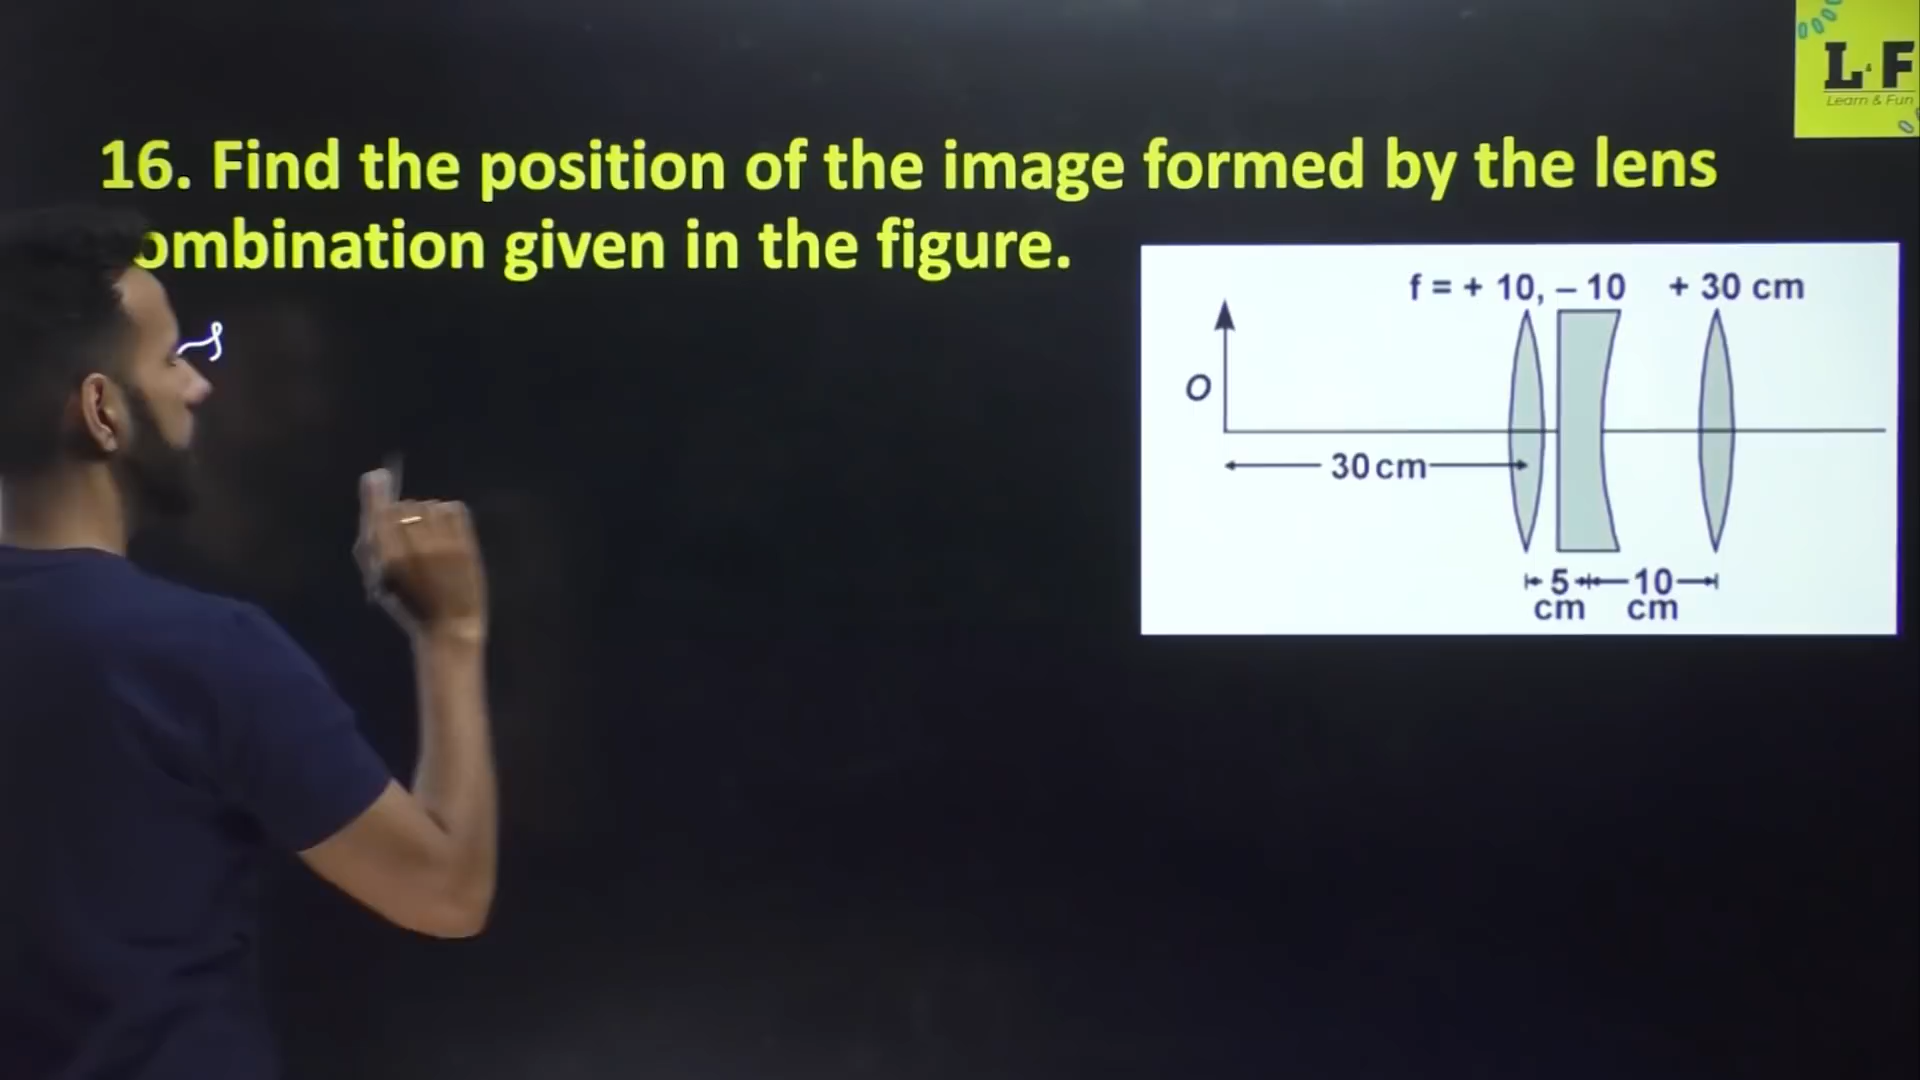 L&F
Learn & Fun
16. Find the position of the image formed by the lens
ombination given in the figure.
f = + 10, – 10 + 30 cm
O
30 cm
5 10
cm cm